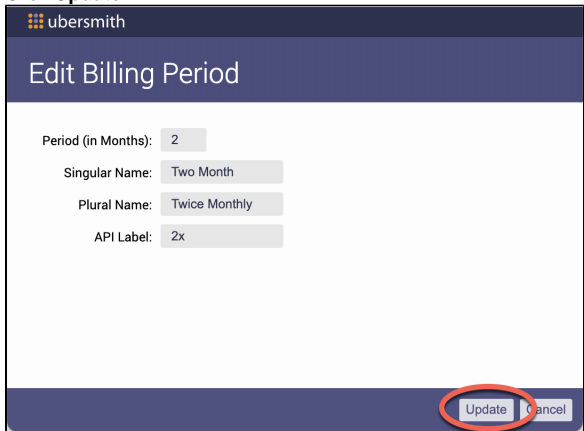 ubersmith
Edit Billing Period
Period (in Months): 2
Singular Name: Two Month
Plural Name: Twice Monthly
API Label: 2x
Update Cancel